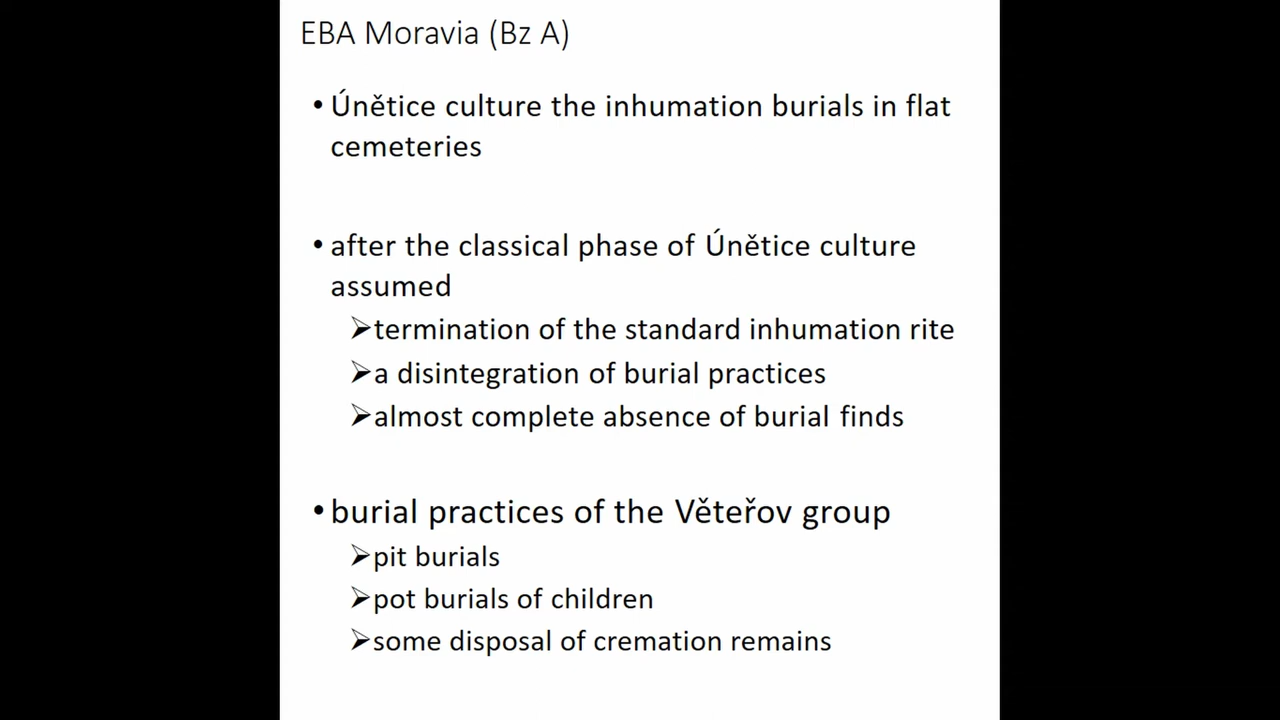 EBA Moravia (Bz A)
• Únětice culture the inhumation burials in flat
cemeteries
• after the classical phase of Únětice culture
assumed
➢termination of the standard inhumation rite
➢a disintegration of burial practices
➢almost complete absence of burial finds
• burial practices of the Věteřov group
➢pit burials
➢pot burials of children
➢some disposal of cremation remains